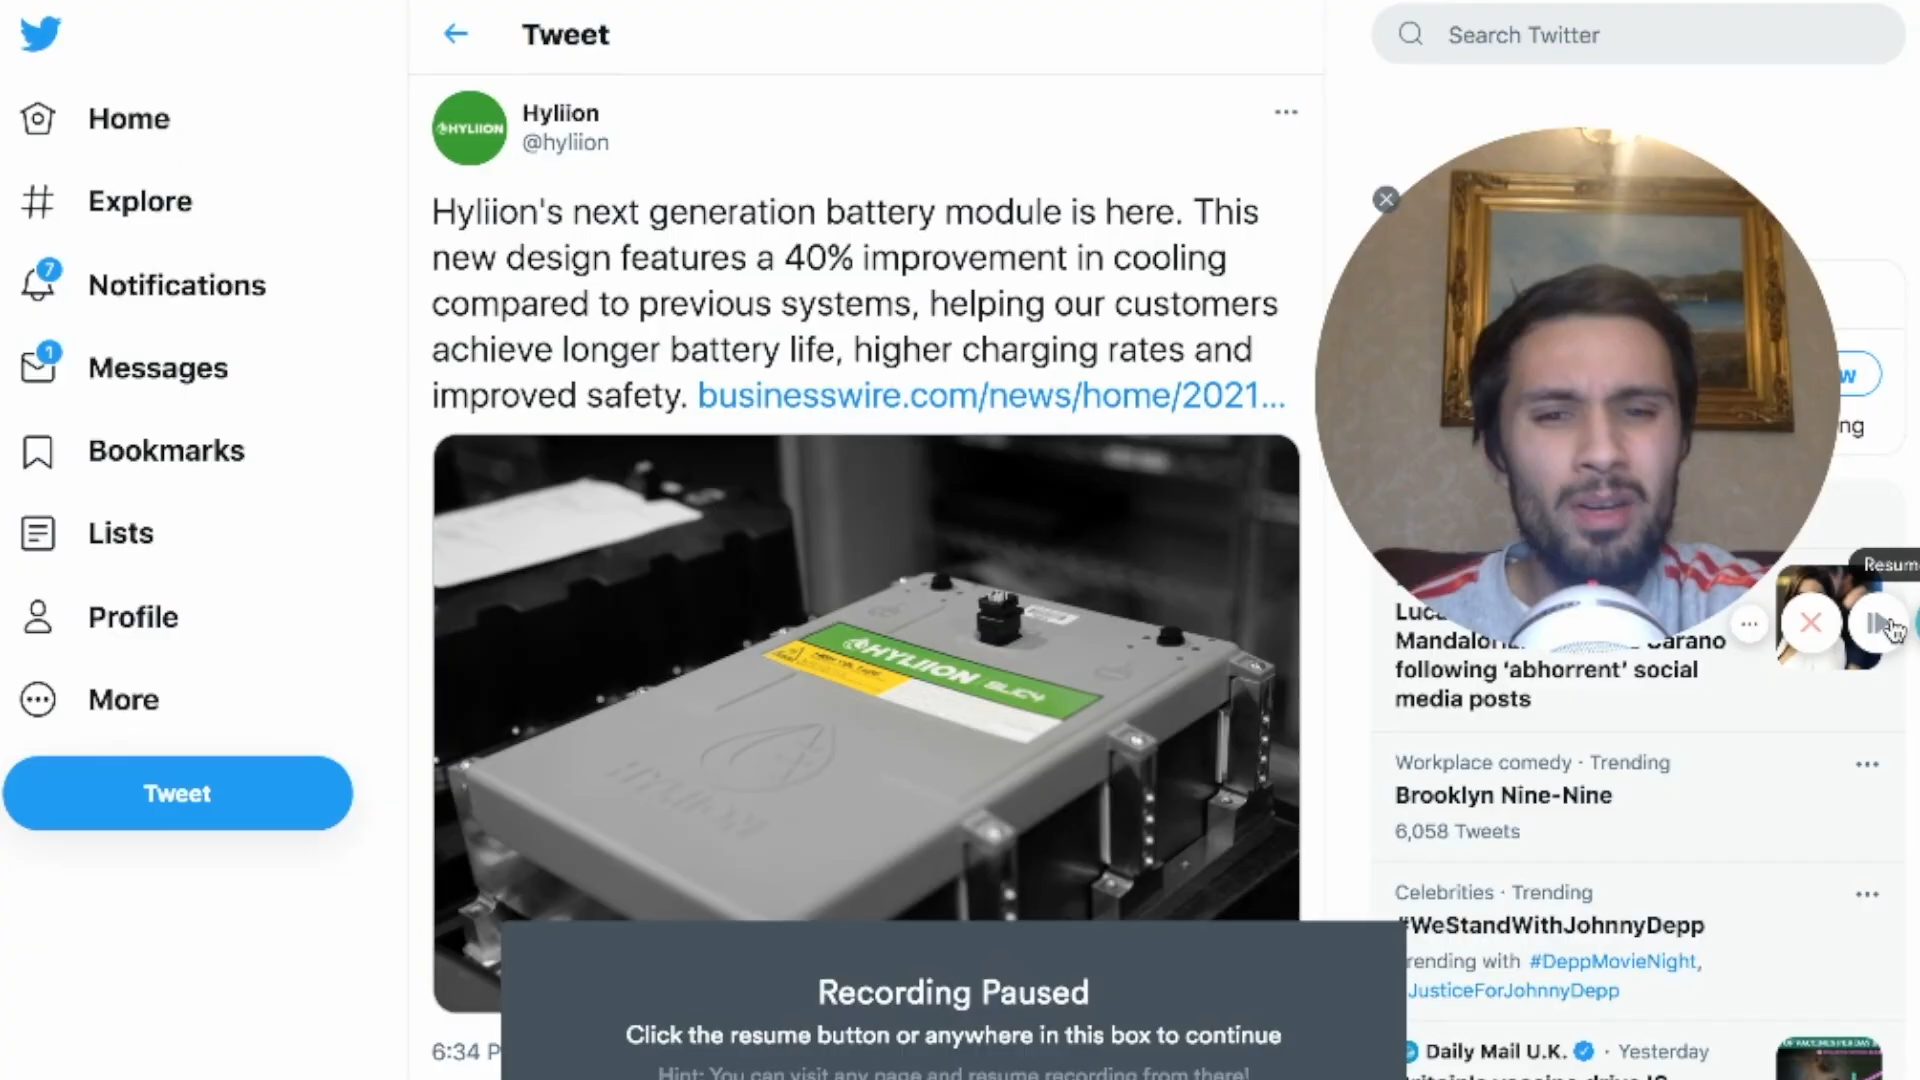 Tweet
Search Twitter
Home
Explore
7
Notifications
1
Messages
Bookmarks
Lists
Profile
More
Tweet
HYLIION
Hyliion
@hyliion
Hyliion's next generation battery module is here. This
new design features a 40% improvement in cooling
compared to previous systems, helping our customers
achieve longer battery life, higher charging rates and
improved safety. businesswire.com/news/home/2021...
HYLIION
HYLIION
6:34 P
Recording Paused
Click the resume button or anywhere in this box to continue
Hint: You can visit any page and resume recording from there!
w
ng
Resum
following ‘abhorrent’ social
media posts
Workplace comedy · Trending
Brooklyn Nine-Nine
6,058 Tweets
Celebrities · Trending
#WeStandWithJohnnyDepp
rending with #DeppMovieNight,
JusticeForJohnnyDepp
Daily Mail U.K. · Yesterday